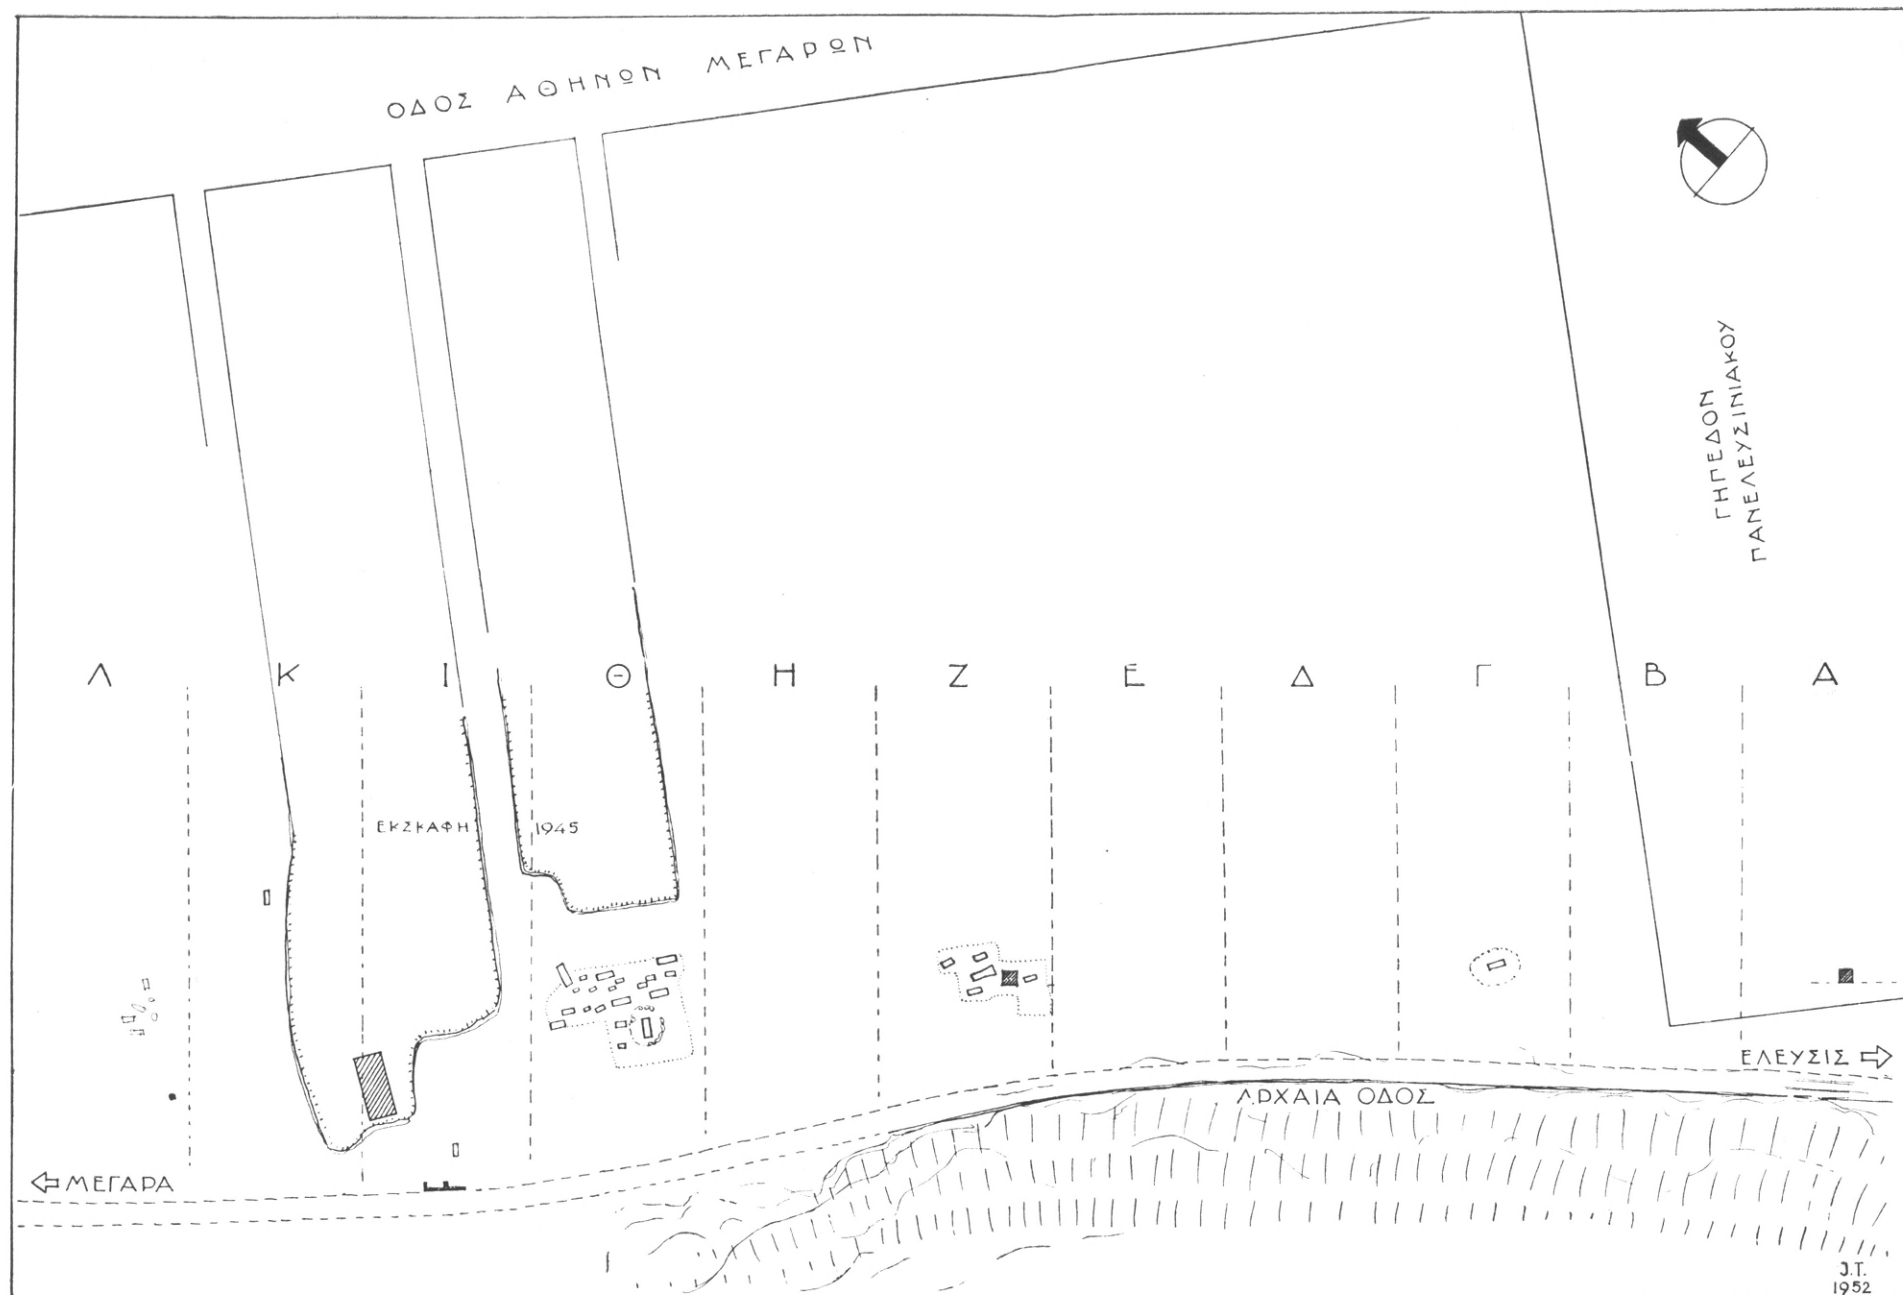 ΟΔΟΣ ΑΘΗΝΩΝ ΜΕΓΑΡΩΝ
ΓΗΠΕΔΟΝ
ΠΑΝΕΛΕΥΣΙΝΙΑΚΟΥ
Λ Κ Ι Θ Η Ζ Ε Δ Γ Β Α
ΕΚΣΚΑΦΗ 1945
ΕΛΕΥΣΙΣ
ΑΡΧΑΙΑ ΟΔΟΣ
ΜΕΓΑΡΑ
J.T.
1952